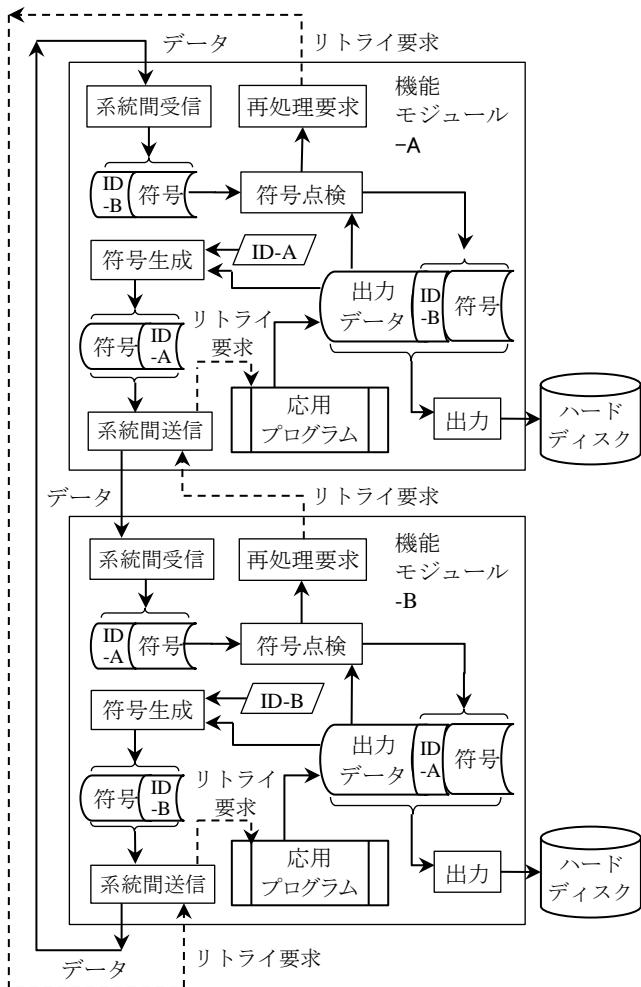 データ
リトライ要求
系統間受信
再処理要求
機能
モジュール
-A
ID
-B
符号
符号点検
符号生成
ID-A
出力
データ
ID
-B
符号
符号
ID
-A
リトライ
要求
応用
プログラム
系統間送信
出力
ハード
ディスク
データ
リトライ要求
系統間受信
再処理要求
機能
モジュール
-B
ID
-A
符号
符号点検
符号生成
ID-B
出力
データ
ID
-A
符号
符号
ID
-B
リトライ
要求
応用
プログラム
系統間送信
出力
ハード
ディスク
データ
リトライ要求